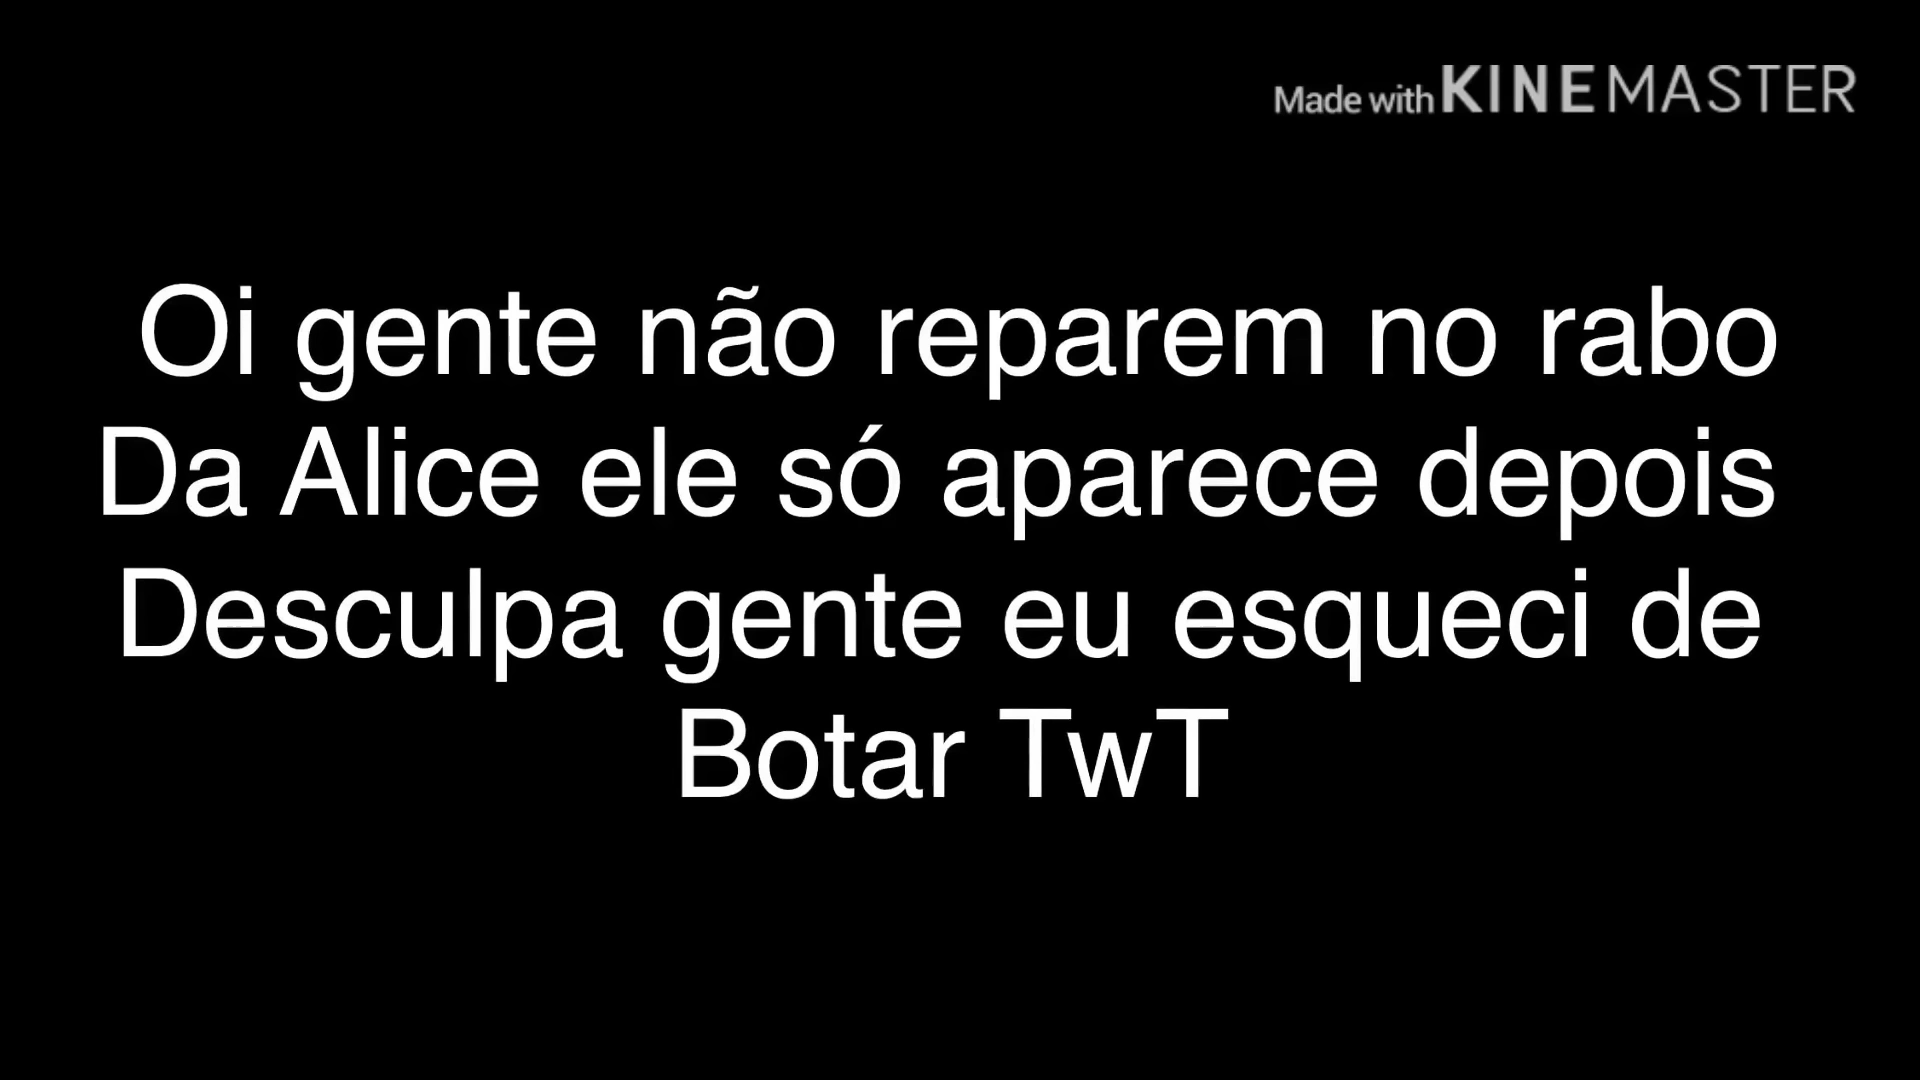 Made with KINEMASTER
Oi gente não reparem no rabo
Da Alice ele só aparece depois
Desculpa gente eu esqueci de
Botar TwT